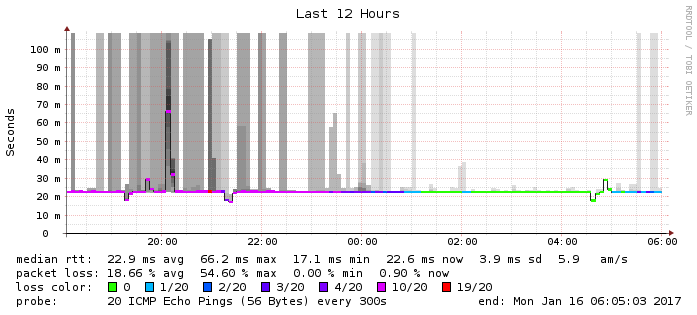 Last 12 Hours
RRDTOOL / TOBI OETIKER
Seconds
100 m
90 m
80 m
70 m
60 m
50 m
40 m
30 m
20 m
10 m
0
20:00 22:00 00:00 02:00 04:00 06:00
median rtt: 22.9 ms avg 66.2 ms max 17.1 ms min 22.6 ms now 3.9 ms sd 5.9 am/s
packet loss: 18.66 % avg 54.60 % max 0.00 % min 0.90 % now
loss color: 0 1/20 2/20 3/20 4/20 10/20 19/20
probe: 20 ICMP Echo Pings (56 Bytes) every 300s end: Mon Jan 16 06:05:03 2017